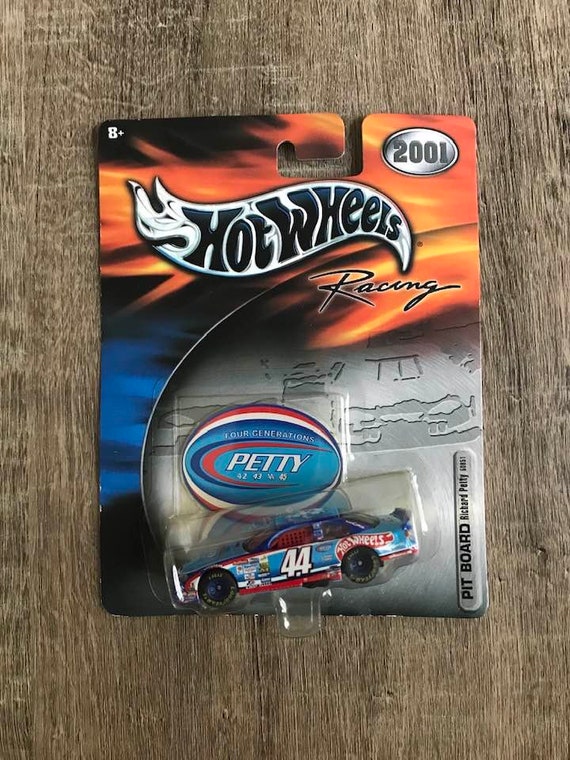 8+
2001
HOT WHEELS®
Racing
FOUR GENERATIONS
PETTY
42 43 44 45
44
HOT WHEELS
PIT BOARD Richard Petty